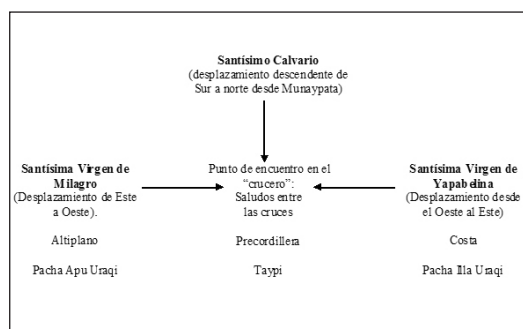 Santísimo Calvario
(desplazamiento descendente de
Sur a norte desde Munaypata)
Santísima Virgen de
Milagro
(Desplazamiento de Este
a Oeste).
Altiplano
Pacha Apu Uraqi
Punto de encuentro en el
“crucero”:
Saludos entre
las cruces
Precordillera
Taypi
Santísima Virgen de
Yapabelina
(Desplazamiento desde
el Oeste al Este)
Costa
Pacha Illa Uraqi